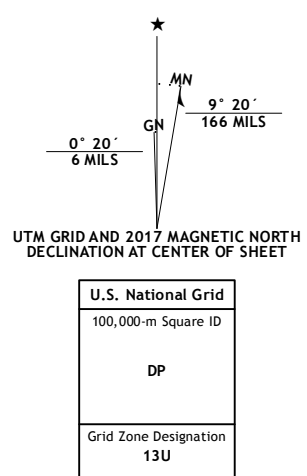 ★
MN
GN
9° 20´
166 MILS
0° 20´
6 MILS
UTM GRID AND 2017 MAGNETIC NORTH
DECLINATION AT CENTER OF SHEET
U.S. National Grid
100,000-m Square ID
DP
Grid Zone Designation
13U